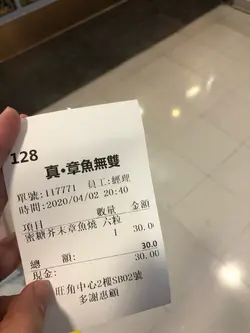 128
真·章魚無雙
單號:117771 員工:經理
時間:2020/04/02 20:40
項目 數量 金額
蜜糖芥末章魚燒 六粒
1 30.0
總 額: 30.0
現金: 30.00
旺角中心2樓SB02號
多謝惠顧